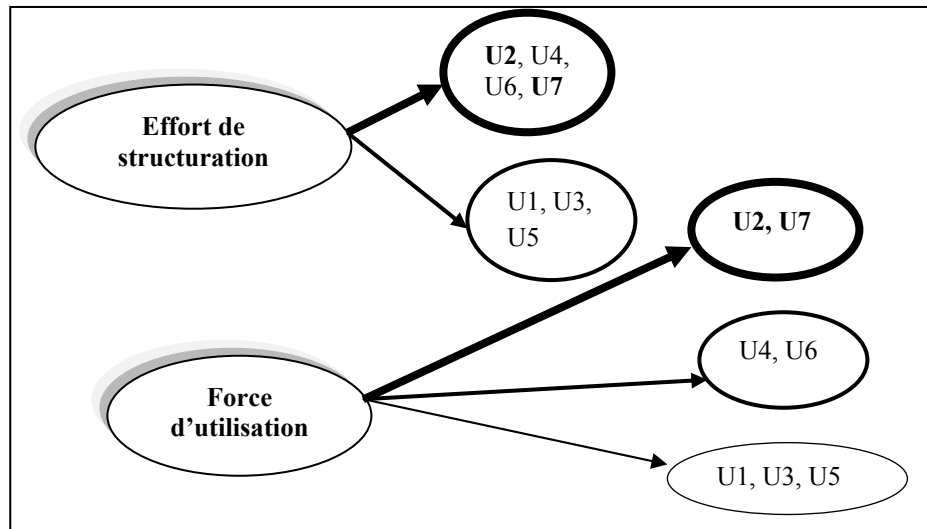 U2, U4,
U6, U7
Effort de
structuration
U1, U3,
U5
U2, U7
U4, U6
Force
d’utilisation
U1, U3, U5